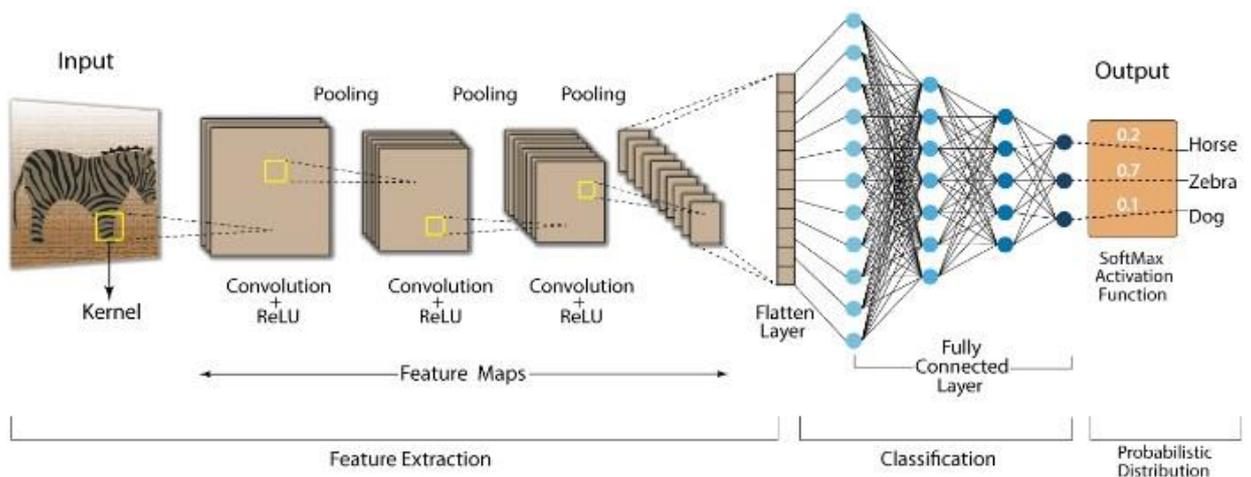 Input
Pooling
Pooling
Pooling
Output
0.2
Horse
0.7
Zebra
0.1
Dog
Kernel
Convolution
+
ReLU
Convolution
+
ReLU
Convolution
+
ReLU
Flatten
Layer
SoftMax
Activation
Function
Feature Maps
Fully
Connected
Layer
Feature Extraction
Classification
Probabilistic
Distribution